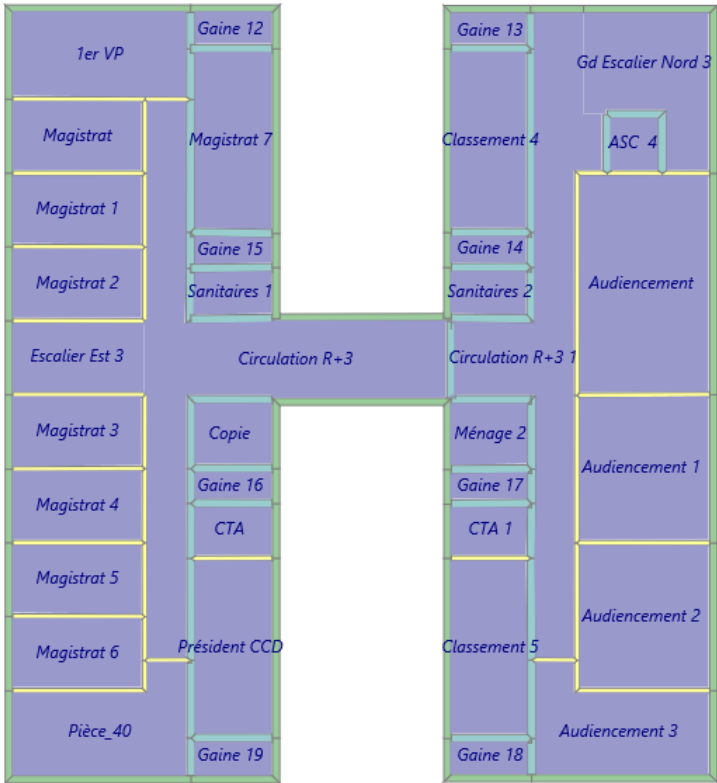 Gaine 12
Gaine 13
1er VP
Gd Escalier Nord 3
Magistrat
Magistrat 7
Classement 4
ASC 4
Magistrat 1
Gaine 15
Gaine 14
Magistrat 2
Sanitaires 1
Sanitaires 2
Audiencement
Escalier Est 3
Circulation R+3
Circulation R+3 1
Magistrat 3
Copie
Ménage 2
Audiencement 1
Gaine 16
Gaine 17
Magistrat 4
CTA
CTA 1
Magistrat 5
Audiencement 2
Magistrat 6
Président CCD
Classement 5
Pièce_40
Audiencement 3
Gaine 19
Gaine 18